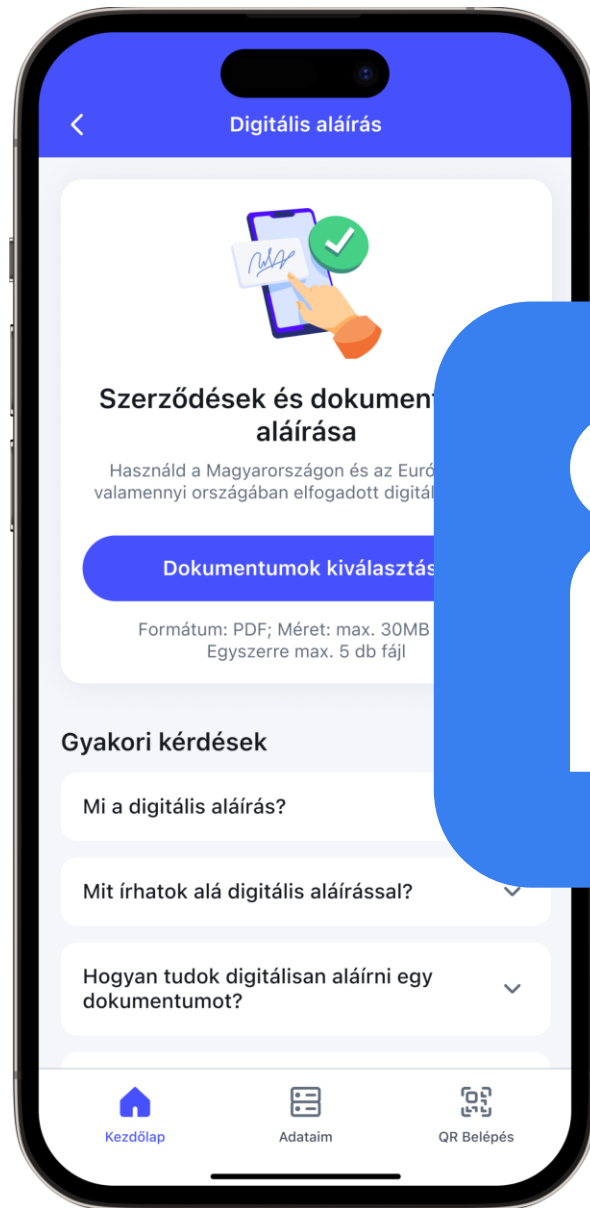 Digitális aláírás
Szerződések és dokumen
aláírása
Használd a Magyarországon és az Euró
valamennyi országában elfogadott digitál
Dokumentumok kiválasztás
Formátum: PDF; Méret: max. 30MB
Egyszerre max. 5 db fájl
Gyakori kérdések
Mi a digitális aláírás?
Mit írhatok alá digitális aláírással?
Hogyan tudok digitálisan aláírni egy
dokumentumot?
Kezdőlap
Adataim
QR Belépés